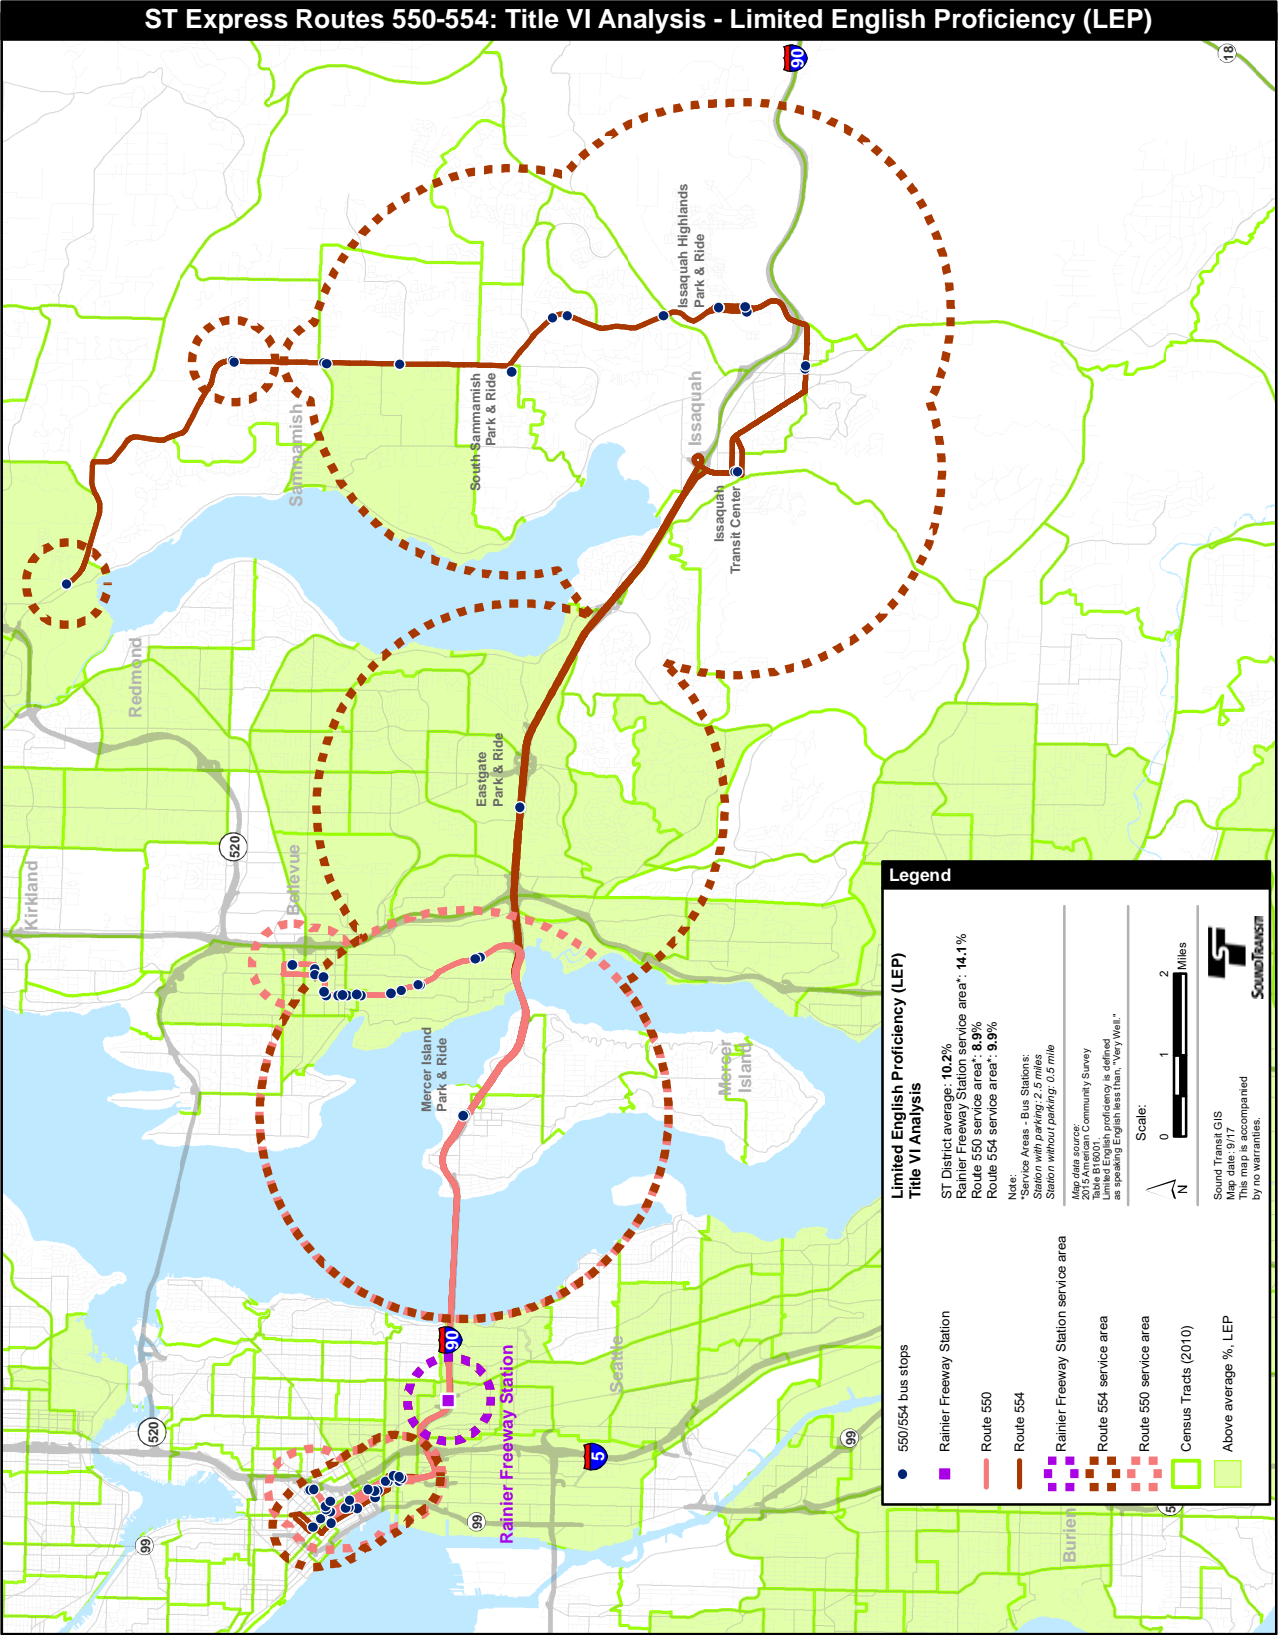 ST Express Routes 550-554: Title VI Analysis - Limited English Proficiency (LEP)
90
18
Issaquah Highlands
Park & Ride
South Sammamish
Park & Ride
Sammamish
Issaquah
Issaquah
Transit Center
Redmond
Eastgate
Park & Ride
520
Kirkland
Bellevue
Mercer Island
Park & Ride
Mercer
Island
90
Seattle
Rainier Freeway Station
520
5
99
99
99
Burien
5
Legend
Limited English Proficiency (LEP)
Title VI Analysis
ST District average: 10.2%
Rainier Freeway Station service area*: 14.1%
Route 550 service area*: 8.9%
Route 554 service area*: 9.9%
Note:
*Service Areas - Bus Stations:
Station with parking: 2.5 miles
Station without parking: 0.5 mile
Map data source:
2015 American Community Survey
Table B16001.
Limited English proficiency is defined
as speaking English less than, "Very Well."
Scale:
0 1 2
Miles
N
Sound Transit GIS
Map date: 9/17
This map is accompanied
by no warranties.
ST
SOUNDTRANSIT
550/554 bus stops
Rainier Freeway Station
Route 550
Route 554
Rainier Freeway Station service area
Route 554 service area
Route 550 service area
Census Tracts (2010)
Above average %, LEP